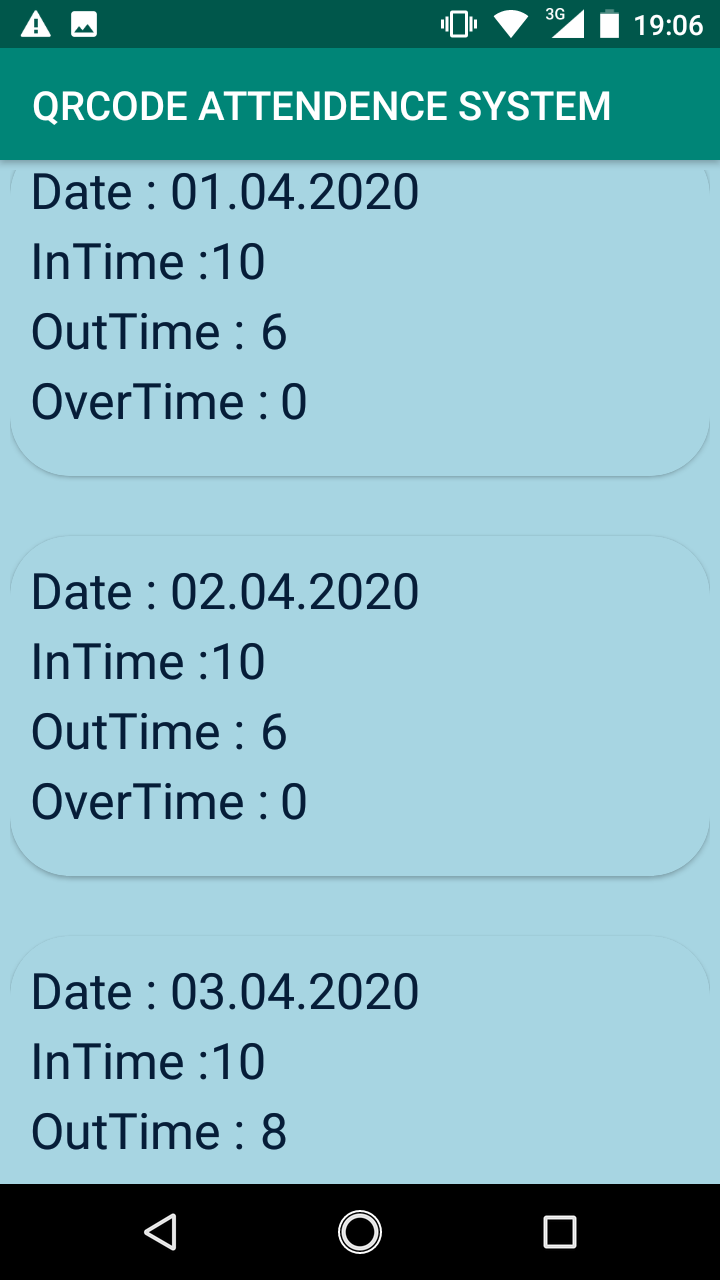 3G 19:06
QRCODE ATTENDENCE SYSTEM
Date : 01.04.2020
InTime :10
OutTime : 6
OverTime : 0
Date : 02.04.2020
InTime :10
OutTime : 6
OverTime : 0
Date : 03.04.2020
InTime :10
OutTime : 8